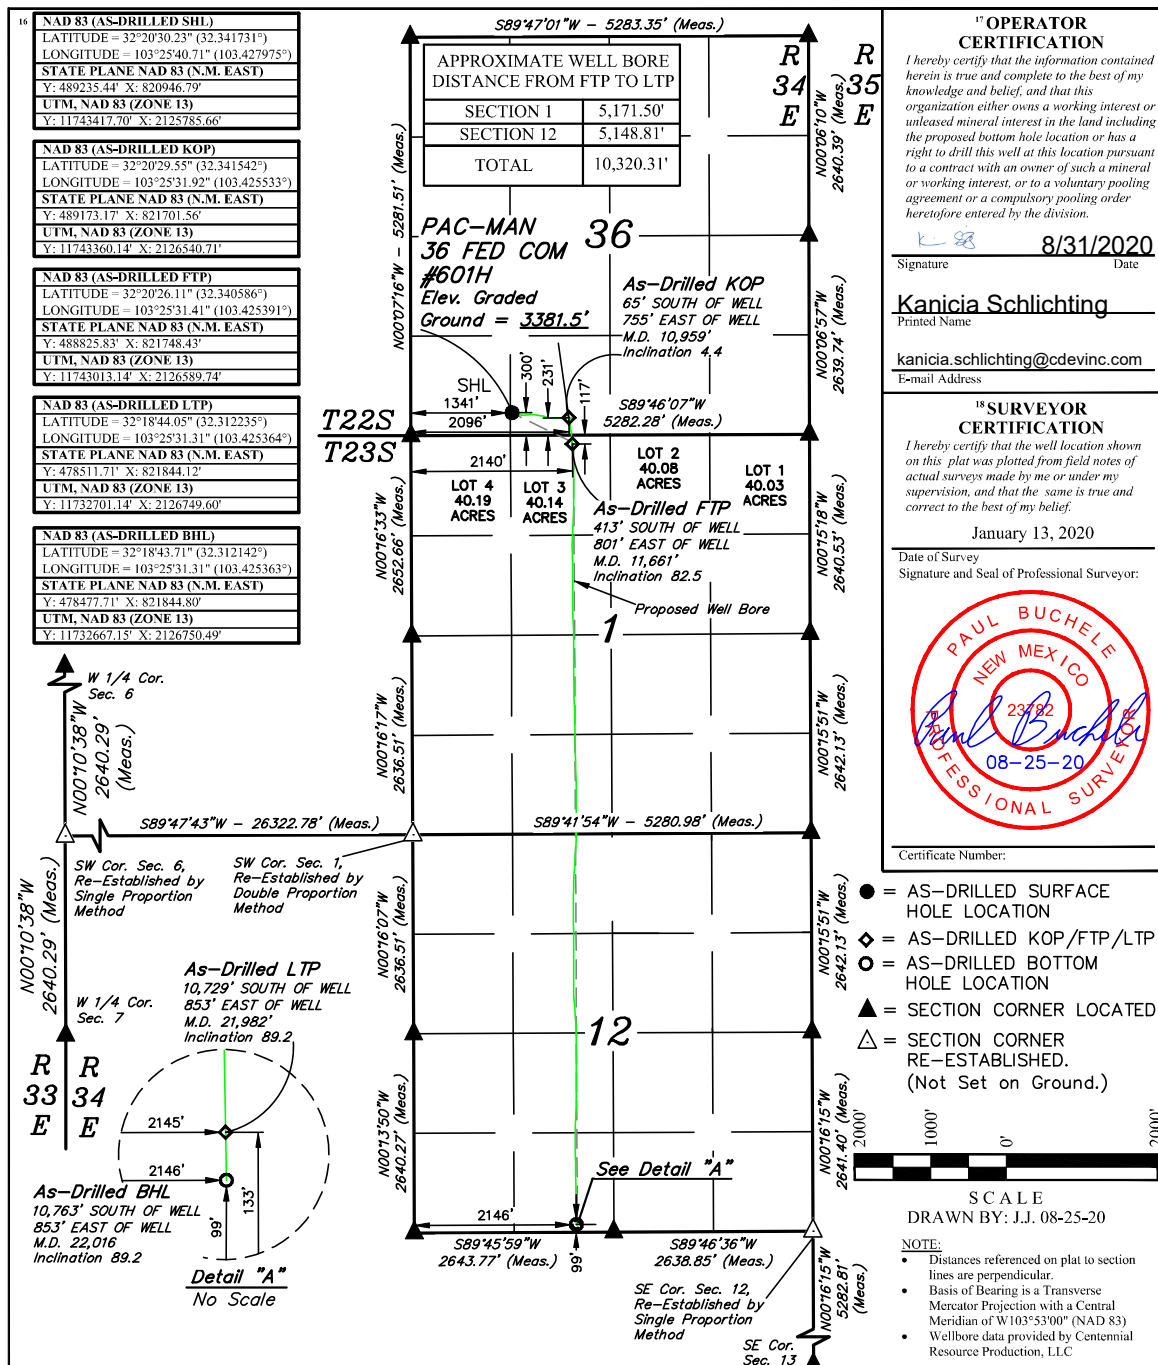 16
NAD 83 (AS-DRILLED SHL)
LATITUDE = 32°20'30.23" (32.341731°)
LONGITUDE = 103°25'40.71" (103.427975°)
STATE PLANE NAD 83 (N.M. EAST)
Y: 489235.44' X: 820946.79'
UTM, NAD 83 (ZONE 13)
Y: 11743417.70' X: 2125785.66'
NAD 83 (AS-DRILLED KOP)
LATITUDE = 32°20'29.55" (32.341542°)
LONGITUDE = 103°25'31.92" (103.425533°)
STATE PLANE NAD 83 (N.M. EAST)
Y: 489173.17' X: 821701.56'
UTM, NAD 83 (ZONE 13)
Y: 11743360.14' X: 2126540.71'
NAD 83 (AS-DRILLED FTP)
LATITUDE = 32°20'26.11" (32.340586°)
LONGITUDE = 103°25'31.41" (103.425391°)
STATE PLANE NAD 83 (N.M. EAST)
Y: 488825.83' X: 821748.43'
UTM, NAD 83 (ZONE 13)
Y: 11743013.14' X: 2126589.74'
NAD 83 (AS-DRILLED LTP)
LATITUDE = 32°18'44.05" (32.312235°)
LONGITUDE = 103°25'31.31" (103.425364°)
STATE PLANE NAD 83 (N.M. EAST)
Y: 478511.71' X: 821844.12'
UTM, NAD 83 (ZONE 13)
Y: 11732701.14' X: 2126749.60'
NAD 83 (AS-DRILLED BHL)
LATITUDE = 32°18'43.71" (32.312142°)
LONGITUDE = 103°25'31.31" (103.425363°)
STATE PLANE NAD 83 (N.M. EAST)
Y: 478477.71' X: 821844.80'
UTM, NAD 83 (ZONE 13)
Y: 11732667.15' X: 2126750.49'
S89°47'01"W - 5283.35' (Meas.)
APPROXIMATE WELL BORE
DISTANCE FROM FTP TO LTP
SECTION 1 5,171.50'
SECTION 12 5,148.81'
TOTAL 10,320.31'
R
34
E
R
35
E
N00°07'16"W - 5281.51' (Meas.)
N00°06'10"W
2640.39' (Meas.)
N00°06'57"W
2639.74' (Meas.)
PAC-MAN
36 FED COM
#601H
Elev. Graded
Ground = 3381.5'
36
As-Drilled KOP
65' SOUTH OF WELL
755' EAST OF WELL
M.D. 10,959'
Inclination 4.4
SHL
1341'
2096'
300'
231'
117'
S89°46'07"W
5282.28' (Meas.)
T22S
T23S
2140'
LOT 4
40.19
ACRES
LOT 3
40.14
ACRES
LOT 2
40.08
ACRES
LOT 1
40.03
ACRES
As-Drilled FTP
413' SOUTH OF WELL
801' EAST OF WELL
M.D. 11,661'
Inclination 82.5
Proposed Well Bore
N00°16'33"W
2652.66' (Meas.)
N00°15'18"W
2640.53' (Meas.)
1
N00°16'17"W
2636.51' (Meas.)
N00°15'51"W
2642.13' (Meas.)
W 1/4 Cor.
Sec. 6
N00°10'38"W
2640.29'
(Meas.)
S89°47'43"W - 26322.78' (Meas.)
S89°41'54"W - 5280.98' (Meas.)
SW Cor. Sec. 6,
Re-Established by
Single Proportion
Method
SW Cor. Sec. 1,
Re-Established by
Double Proportion
Method
N00°10'38"W
2640.29' (Meas.)
N00°16'07"W
2636.51' (Meas.)
N00°15'51"W
2642.13' (Meas.)
W 1/4 Cor.
Sec. 7
R
33
E
R
34
E
As-Drilled LTP
10,729' SOUTH OF WELL
853' EAST OF WELL
M.D. 21,982'
Inclination 89.2
12
2145'
2146'
133'
99'
As-Drilled BHL
10,763' SOUTH OF WELL
853' EAST OF WELL
M.D. 22,016
Inclination 89.2
Detail "A"
No Scale
N00°13'50"W
2640.27' (Meas.)
N00°16'15"W
2641.40' (Meas.)
See Detail "A"
2146'
99'
S89°45'59"W
2643.77' (Meas.)
S89°46'36"W
2638.85' (Meas.)
SE Cor. Sec. 12,
Re-Established by
Single Proportion
Method
N00°16'15"W
5282.81'
(Meas.)
SE Cor.
Sec. 13
17 OPERATOR
CERTIFICATION
I hereby certify that the information contained
herein is true and complete to the best of my
knowledge and belief, and that this
organization either owns a working interest or
unleased mineral interest in the land including
the proposed bottom hole location or has a
right to drill this well at this location pursuant
to a contract with an owner of such a mineral
or working interest, or to a voluntary pooling
agreement or a compulsory pooling order
heretofore entered by the division.
8/31/2020
Signature Date
Kanicia Schlichting
Printed Name
kanicia.schlichting@cdevinc.com
E-mail Address
18 SURVEYOR
CERTIFICATION
I hereby certify that the well location shown
on this plat was plotted from field notes of
actual surveys made by me or under my
supervision, and that the same is true and
correct to the best of my belief.
January 13, 2020
Date of Survey
Signature and Seal of Professional Surveyor:
PAUL BUCHELE
NEW MEXICO
23782
Paul Buchele
08-25-20
PROFESSIONAL SURVEYOR
Certificate Number:
= AS-DRILLED SURFACE
HOLE LOCATION
= AS-DRILLED KOP/FTP/LTP
= AS-DRILLED BOTTOM
HOLE LOCATION
= SECTION CORNER LOCATED
= SECTION CORNER
RE-ESTABLISHED.
(Not Set on Ground.)
2000'
1000'
0'
2000'
SCALE
DRAWN BY: J.J. 08-25-20
NOTE:
• Distances referenced on plat to section
lines are perpendicular.
• Basis of Bearing is a Transverse
Mercator Projection with a Central
Meridian of W103°53'00" (NAD 83)
• Wellbore data provided by Centennial
Resource Production, LLC